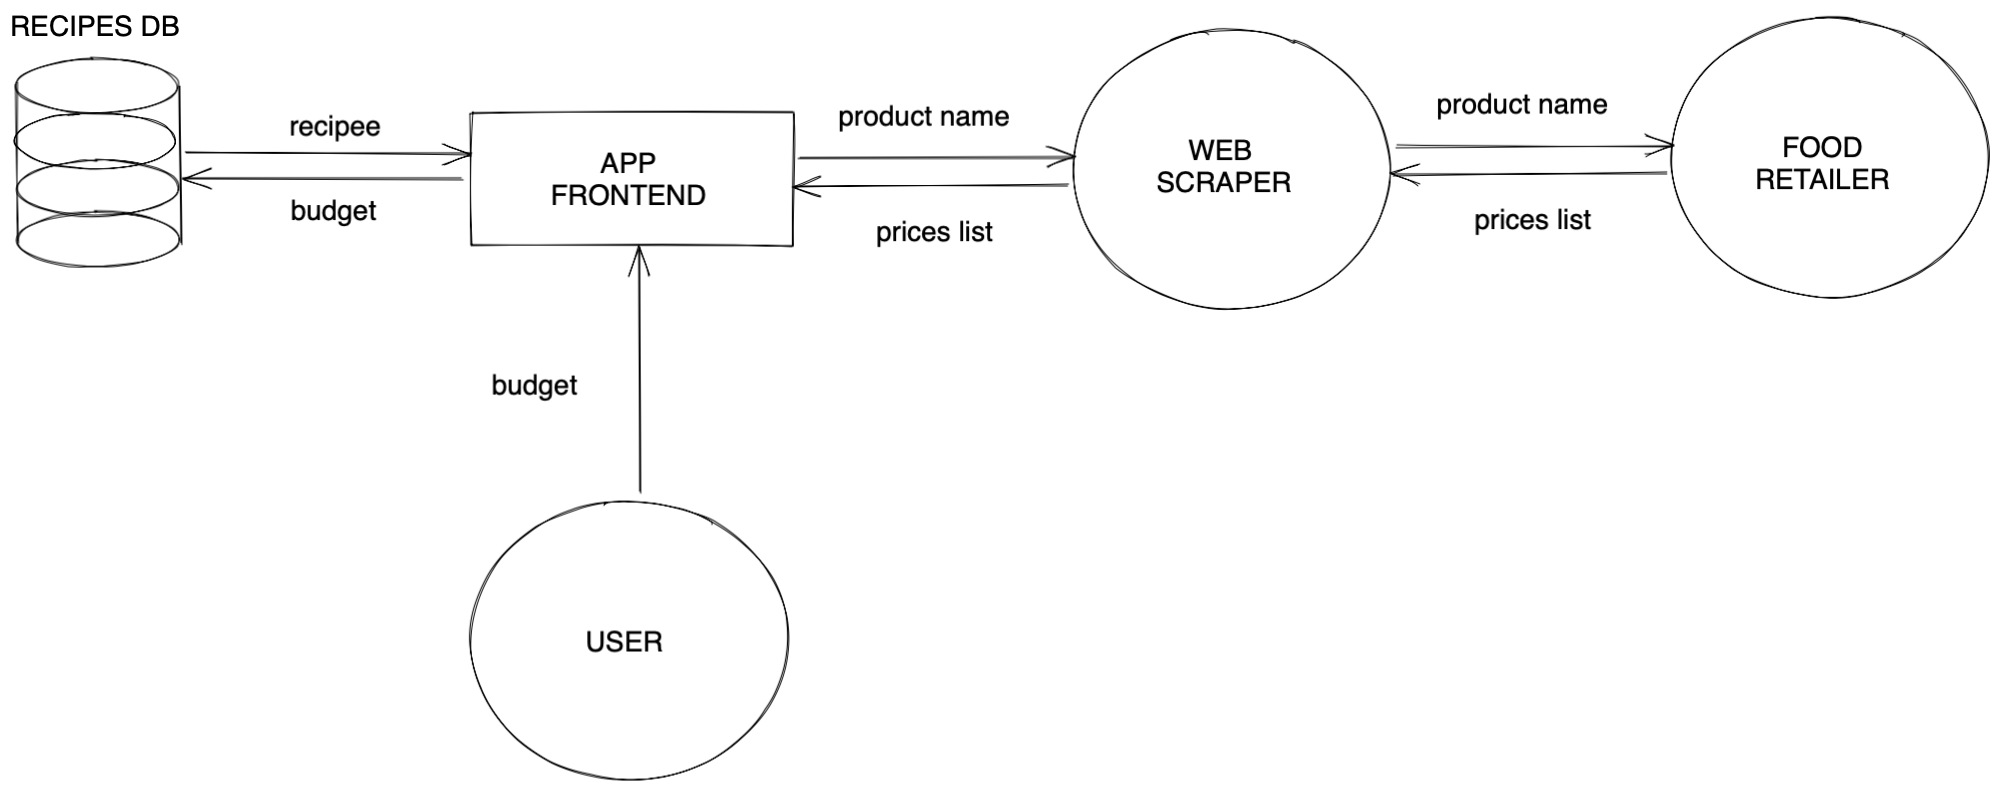 RECIPES DB
recipee
budget
APP
FRONTEND
product name
prices list
WEB
SCRAPER
product name
prices list
FOOD
RETAILER
budget
USER